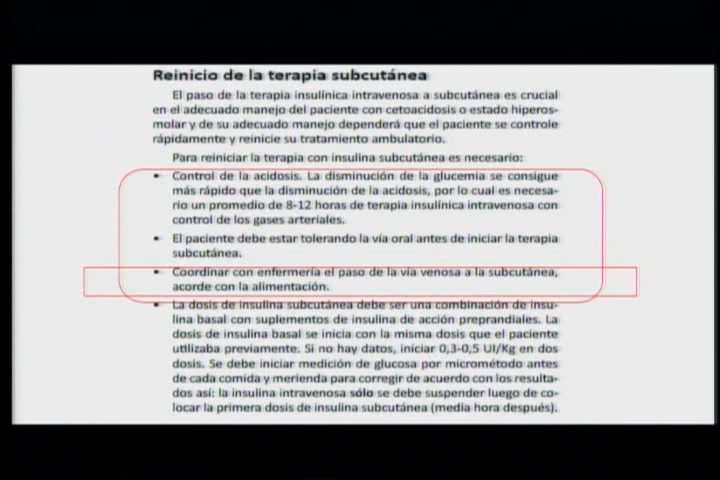 Reinicio de la terapia subcutánea
El paso de la terapia insulínica intravenosa a subcutánea es crucial
en el adecuado manejo del paciente con cetoacidosis o estado hiperos-
molar y de su adecuado manejo dependerá que el paciente se controle
rápidamente y reinicie su tratamiento ambulatorio.
Para reiniciar la terapia con insulina subcutánea es necesario:
• Control de la acidosis. La disminución de la glucemia se consigue
más rápido que la disminución de la acidosis, por lo cual es necesa-
rio un promedio de 8-12 horas de terapia insulínica intravenosa con
control de los gases arteriales.
• El paciente debe estar tolerando la vía oral antes de iniciar la terapia
subcutánea.
• Coordinar con enfermería el paso de la vía venosa a la subcutánea,
acorde con la alimentación.
• La dosis de insulina subcutánea debe ser una combinación de insu-
lina basal con suplementos de insulina de acción preprandiales. La
dosis de insulina basal se inicia con la misma dosis que el paciente
utilizaba previamente. Si no hay datos, iniciar 0,3-0,5 UI/Kg en dos
dosis. Se debe iniciar medición de glucosa por micrométodo antes
de cada comida y merienda para corregir de acuerdo con los resulta-
dos así: la insulina intravenosa sólo se debe suspender luego de co-
locar la primera dosis de insulina subcutánea (media hora después).